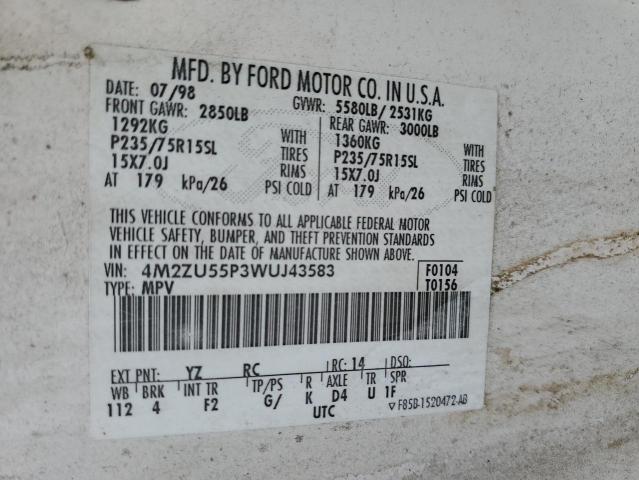 MFD. BY FORD MOTOR CO. IN U.S.A.
DATE: 07/98 GVWR: 5580LB/ 2531KG
FRONT GAWR: 2850LB REAR GAWR: 3000LB
1292KG WITH 1360KG WITH
P235/75R15SL TIRES P235/75R15SL TIRES
15X7.0J RIMS 15X7.0J RIMS
AT 179 kPa/26 PSI COLD AT 179 kPa/26 PSI COLD
THIS VEHICLE CONFORMS TO ALL APPLICABLE FEDERAL MOTOR
VEHICLE SAFETY, BUMPER, AND THEFT PREVENTION STANDARDS
IN EFFECT ON THE DATE OF MANUFACTURE SHOWN ABOVE.
VIN: 4M2ZU55P3WUJ43583 F0104
TYPE: MPV T0156
EXT PNT: YZ RC RC: 14 DSO:
WB BRK INT TR TP/PS R AXLE TR SPR
112 4 F2 G/ K D4 U 1F
UTC ▽ F85B-1520472-AB